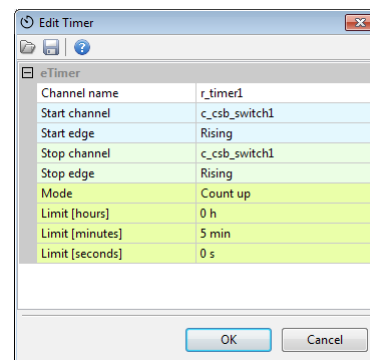 Edit Timer
eTimer
Channel name r_timer1
Start channel c_csb_switch1
Start edge Rising
Stop channel c_csb_switch1
Stop edge Rising
Mode Count up
Limit [hours] 0 h
Limit [minutes] 5 min
Limit [seconds] 0 s
OK Cancel